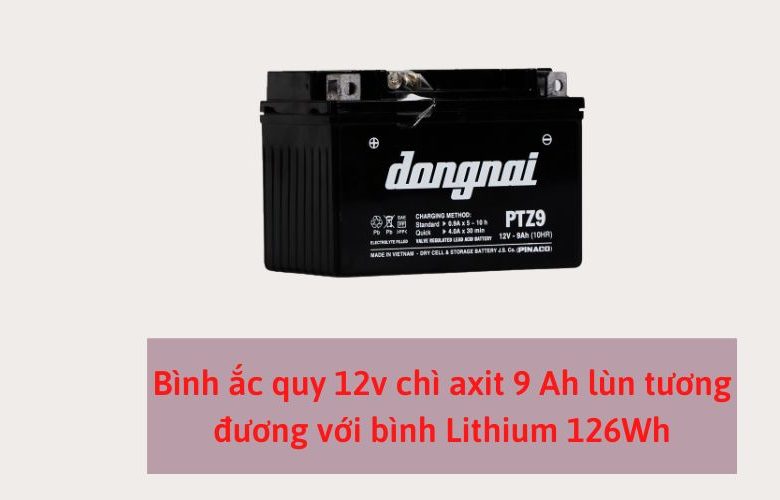 dongnai
CHARGING METHOD:
Standard ▶ 0.9A x 5 - 10 h
Quick ▶ 4.0A x 30 min
VALVE REGULATED LEAD ACID BATTERY
Pb Pb
ELECTROLYTE FILLED
PTZ9
12V - 9Ah (10HR)
MADE IN VIETNAM - DRY CELL & STORAGE BATTERY J.S. Co. (PINACO)
Bình ắc quy 12v chì axit 9 Ah lùn tương
đương với bình Lithium 126Wh